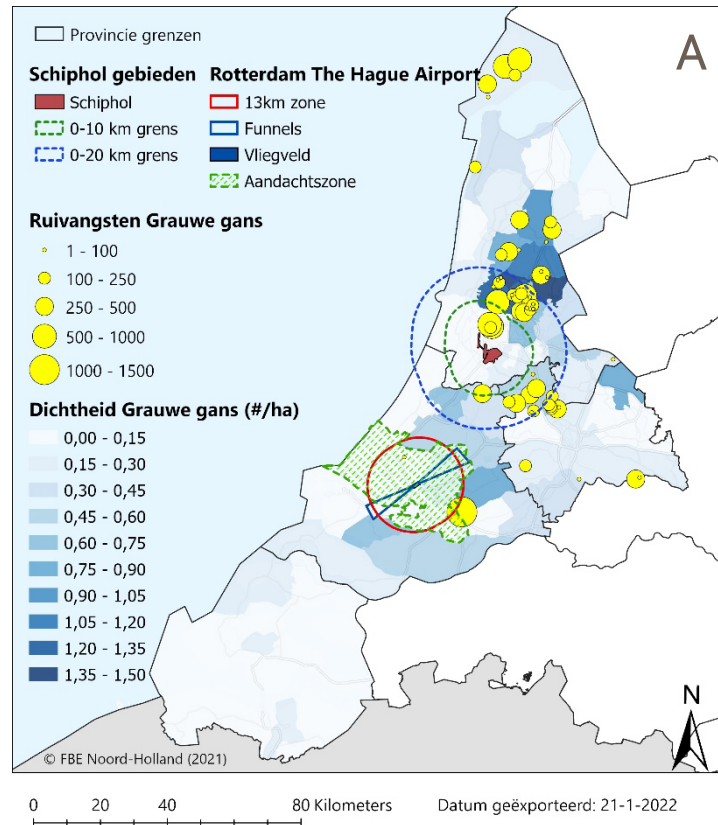 A
Provincie grenzen
Schiphol gebieden
Schiphol
0-10 km grens
0-20 km grens
Rotterdam The Hague Airport
13km zone
Funnels
Vliegveld
Aandachtszone
Ruivangsten Grauwe gans
1 - 100
100 - 250
250 - 500
500 - 1000
1000 - 1500
Dichtheid Grauwe gans (#/ha)
0,00 - 0,15
0,15 - 0,30
0,30 - 0,45
0,45 - 0,60
0,60 - 0,75
0,75 - 0,90
0,90 - 1,05
1,05 - 1,20
1,20 - 1,35
1,35 - 1,50
N
© FBE Noord-Holland (2021)
0 20 40 80 Kilometers
Datum geëxporteerd: 21-1-2022